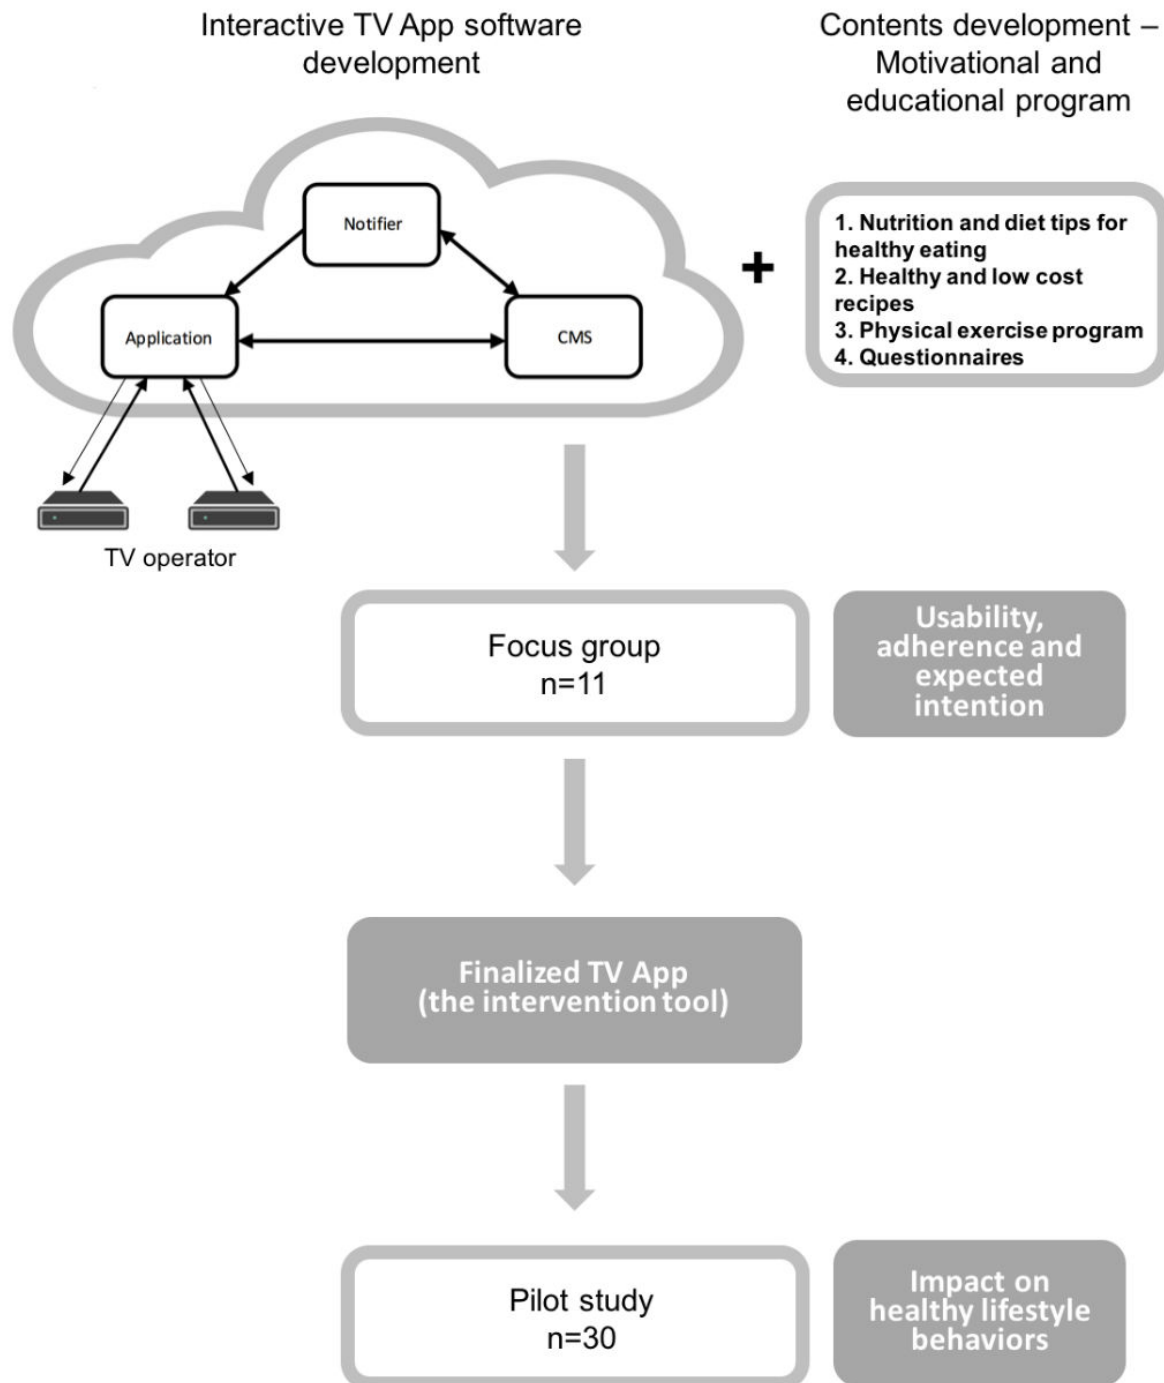 Interactive TV App software
development
Contents development –
Motivational and
educational program
Notifier
Application
CMS
+
1. Nutrition and diet tips for
healthy eating
2. Healthy and low cost
recipes
3. Physical exercise program
4. Questionnaires
TV operator
Focus group
n=11
Usability,
adherence and
expected
intention
Finalized TV App
(the intervention tool)
Pilot study
n=30
Impact on
healthy lifestyle
behaviors